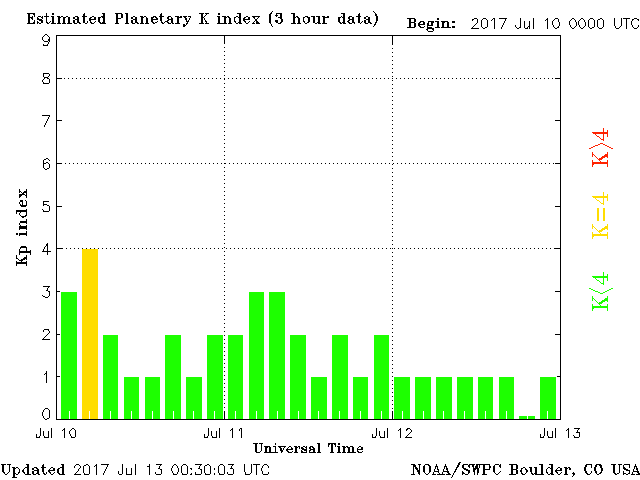 Estimated Planetary K index (3 hour data)
Begin: 2017 Jul 10 0000 UTC
9
8
7
6
5
4
3
2
1
0
Kp index
Jul 10
Jul 11
Jul 12
Jul 13
Universal Time
K>4
K=4
K<4
Updated 2017 Jul 13 00:30:03 UTC
NOAA/SWPC Boulder, CO USA